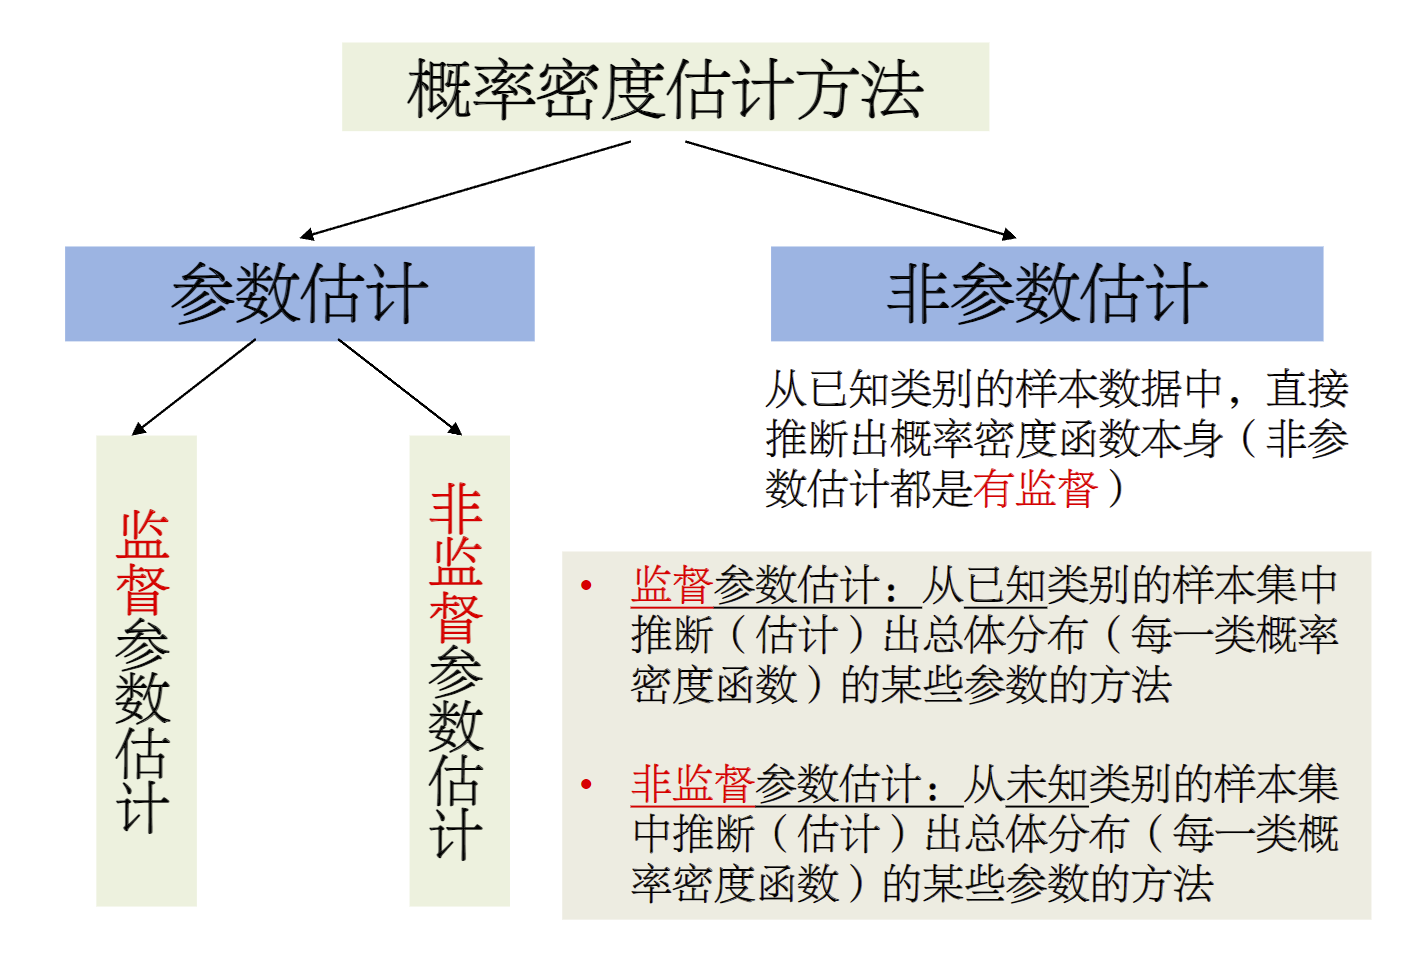 概率密度估计方法
参数估计
非参数估计
从已知类别的样本数据中，直接
推断出概率密度函数本身（非参
数估计都是有监督）
监督参数估计
非监督参数估计
• 监督参数估计：从已知类别的样本集中
推断（估计）出总体分布（每一类概率
密度函数）的某些参数的方法
• 非监督参数估计：从未知类别的样本集
中推断（估计）出总体分布（每一类概
率密度函数）的某些参数的方法